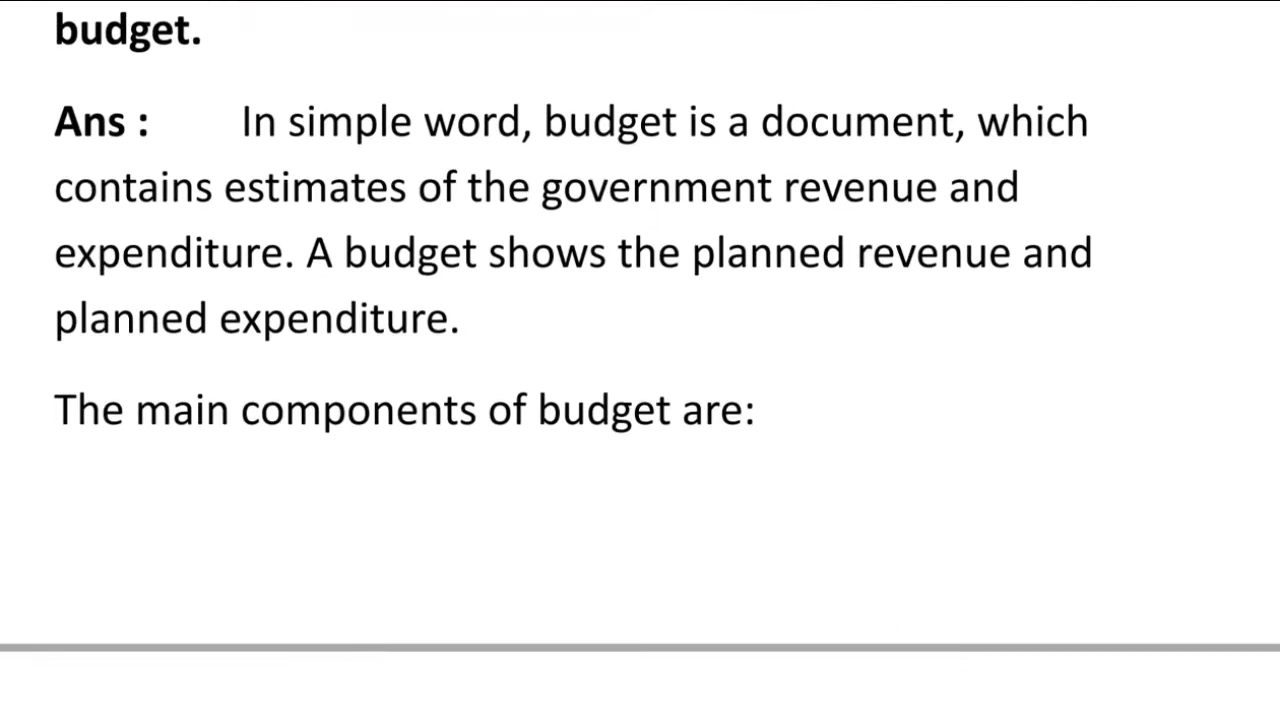 budget.
Ans : In simple word, budget is a document, which
contains estimates of the government revenue and
expenditure. A budget shows the planned revenue and
planned expenditure.
The main components of budget are: